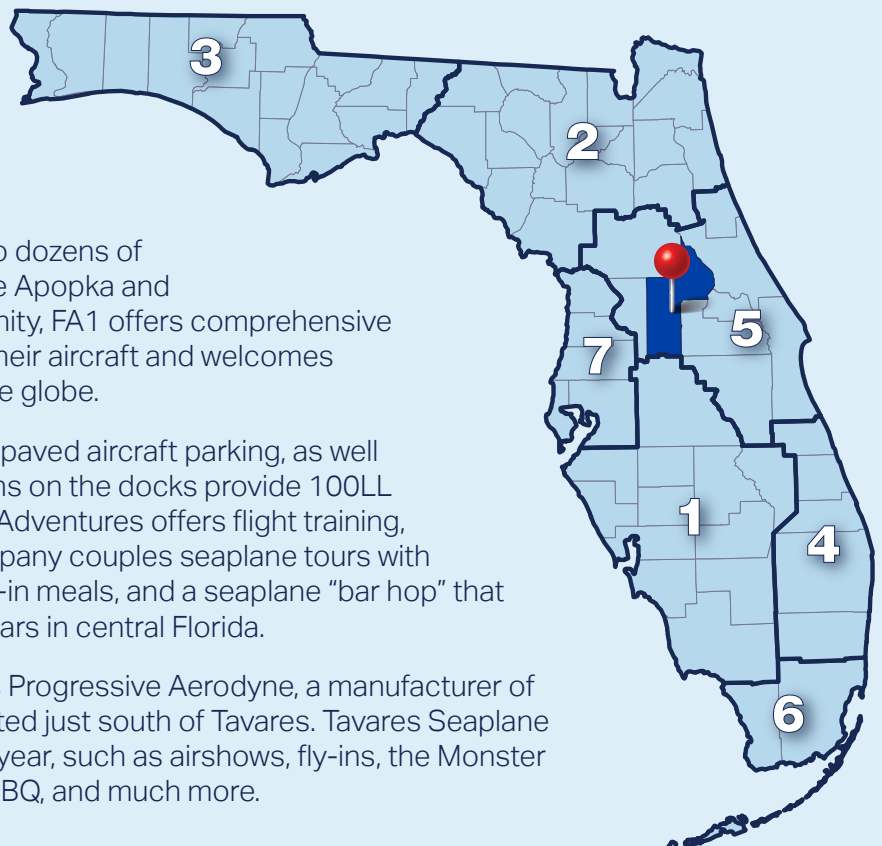 3
2
o dozens of
e Apopka and
nity, FA1 offers comprehensive
heir aircraft and welcomes
e globe.
5
7
paved aircraft parking, as well
ns on the docks provide 100LL
Adventures offers flight training,
pany couples seaplane tours with
-in meals, and a seaplane “bar hop” that
ars in central Florida.
1
4
s Progressive Aerodyne, a manufacturer of
ted just south of Tavares. Tavares Seaplane
year, such as airshows, fly-ins, the Monster
BQ, and much more.
6